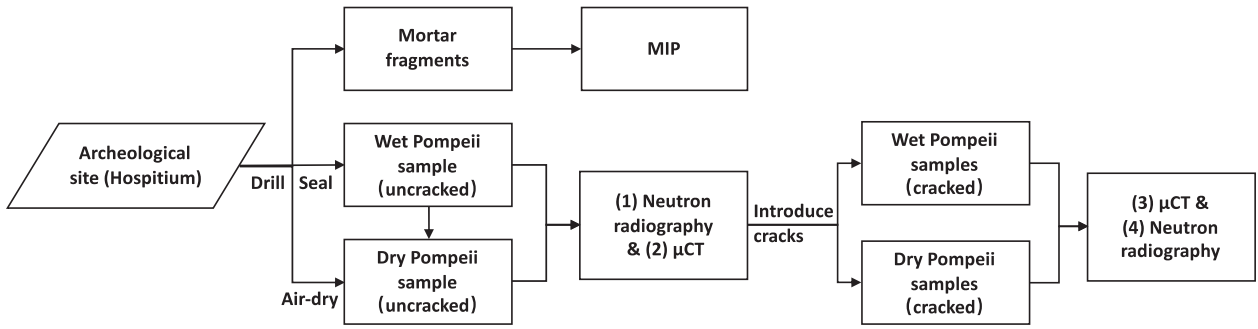 Mortar
fragments
MIP
Archeological
site (Hospitium)
Drill
Seal
Air-dry
Wet Pompeii
sample
(uncracked)
Dry Pompeii
sample
(uncracked)
(1) Neutron
radiography
& (2) µCT
Introduce
cracks
Wet Pompeii
samples
(cracked)
Dry Pompeii
samples
(cracked)
(3) µCT &
(4) Neutron
radiography